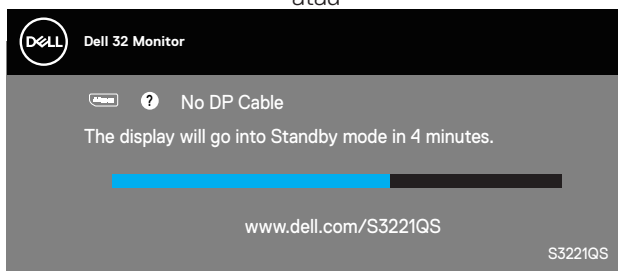 atau
DELL
Dell 32 Monitor
? No DP Cable
The display will go into Standby mode in 4 minutes.
www.dell.com/S3221QS
S3221QS